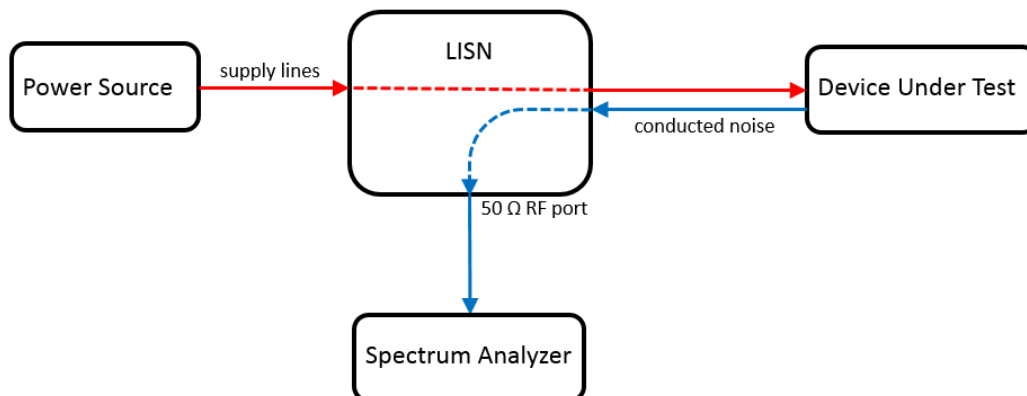 LISN
Power Source
supply lines
Device Under Test
conducted noise
50 Ω RF port
Spectrum Analyzer